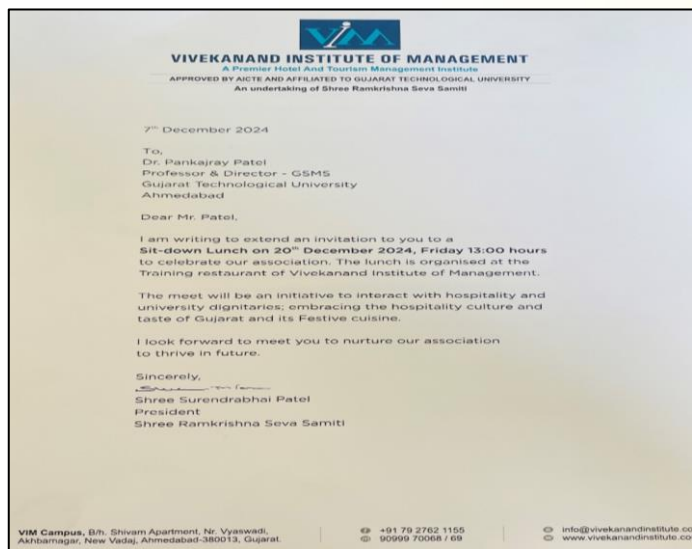 VIM
VIVEKANAND INSTITUTE OF MANAGEMENT
A Premier Hotel And Tourism Management Institute
APPROVED BY AICTE AND AFFILIATED TO GUJARAT TECHNOLOGICAL UNIVERSITY
An undertaking of Shree Ramkrishna Seva Samiti
7th December 2024
To,
Dr. Pankajray Patel
Professor & Director - GSMS
Gujarat Technological University
Ahmedabad
Dear Mr. Patel,
I am writing to extend an invitation to you to a
Sit-down Lunch on 20th December 2024, Friday 13:00 hours
to celebrate our association. The lunch is organised at the
Training restaurant of Vivekanand Institute of Management.
The meet will be an initiative to interact with hospitality and
university dignitaries; embracing the hospitality culture and
taste of Gujarat and its Festive cuisine.
I look forward to meet you to nurture our association
to thrive in future.
Sincerely,
Shree Surendrabhai Patel
President
Shree Ramkrishna Seva Samiti
VIM Campus, B/h. Shivam Apartment, Nr. Vyaswadi,
Akhbarnagar, New Vadaj, Ahmedabad-380013, Gujarat.
+91 79 2762 1155
90999 70068 / 69
info@vivekanandinstitute.co
www.vivekanandinstitute.co